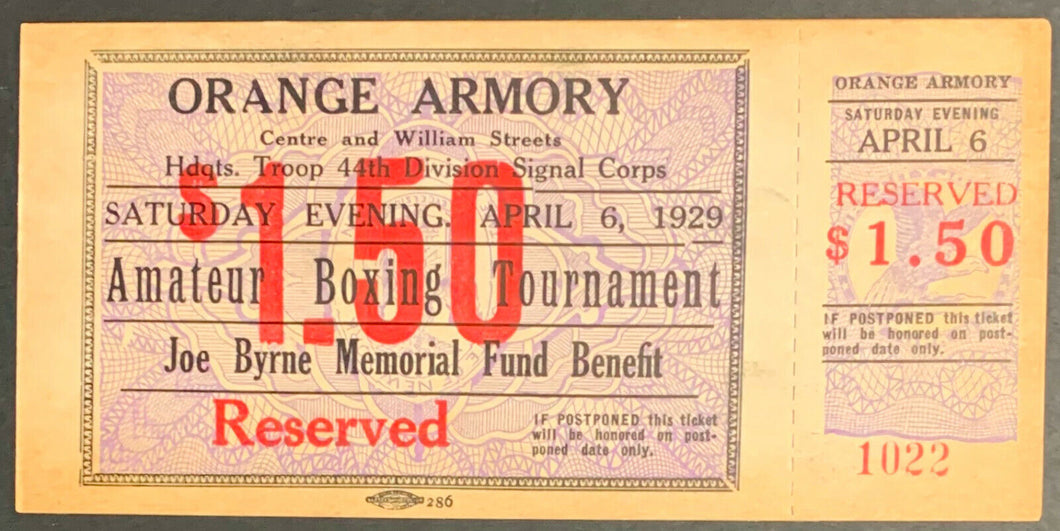 ORANGE ARMORY
Centre and William Streets
Hdqts. Troop 44th Division Signal Corps
$1.50
SATURDAY EVENING. APRIL 6, 1929
Amateur Boxing Tournament
Joe Byrne Memorial Fund Benefit
Reserved
IF POSTPONED this ticket
will be honored on post-
poned date only.
286
ORANGE ARMORY
SATURDAY EVENING
APRIL 6
RESERVED
$1.50
IF POSTPONED this ticket
will be honored on post-
poned date only.
1022